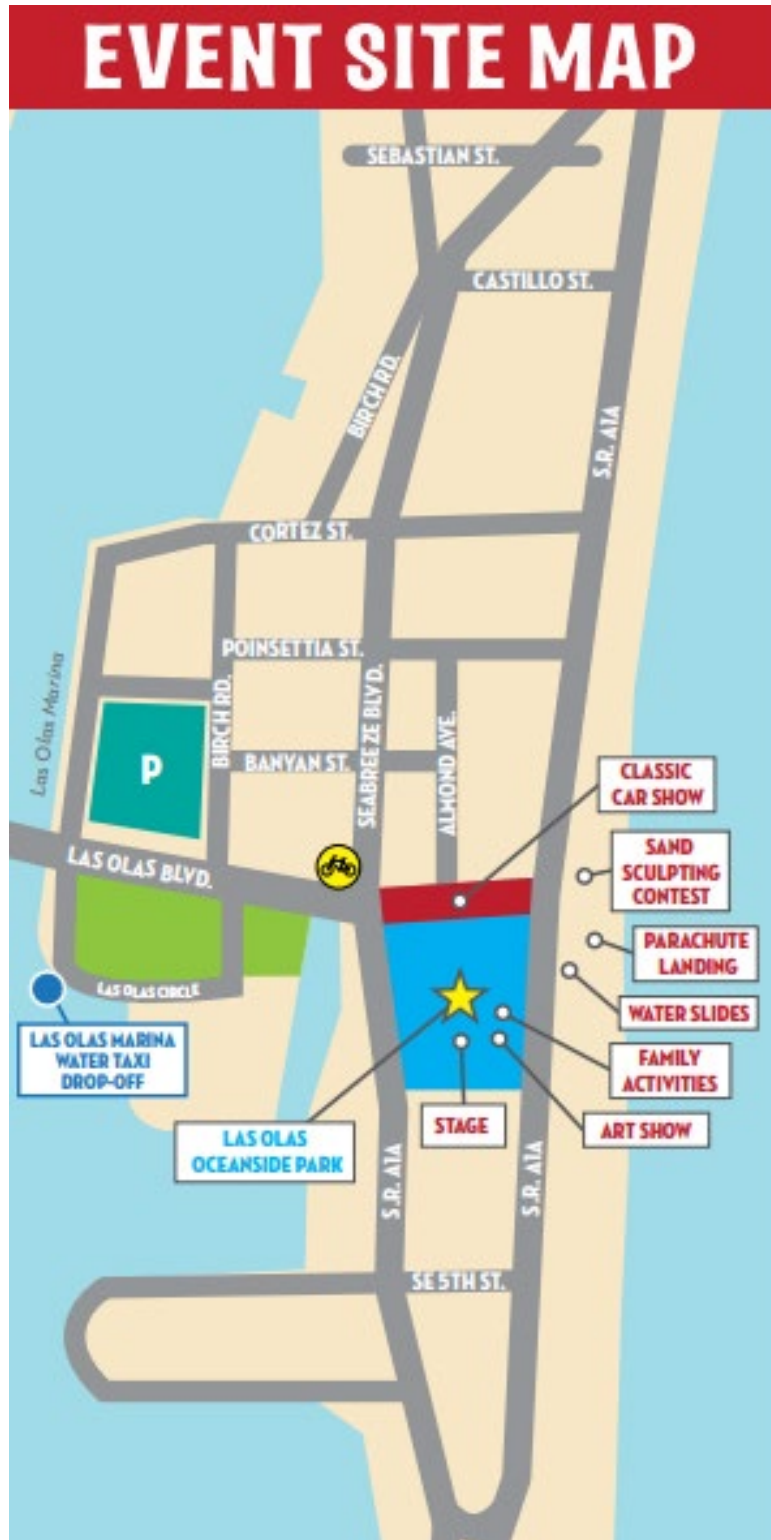 EVENT SITE MAP
SEBASTIAN ST.
CASTILLO ST.
BIRCH RD.
S.R. A1A
CORTEZ ST.
POINSETTIA ST.
Las Olas Marina
BIRCH RD.
SEABREEZE BLVD.
ALMOND AVE.
P
BANYAN ST.
CLASSIC
CAR SHOW
LAS OLAS BLVD.
SAND
SCULPTING
CONTEST
PARACHUTE
LANDING
LAS OLAS CIRCLE
WATER SLIDES
LAS OLAS MARINA
WATER TAXI
DROP-OFF
FAMILY
ACTIVITIES
STAGE
ART SHOW
LAS OLAS
OCEANSIDE PARK
S.R. A1A
S.R. A1A
SE 5TH ST.